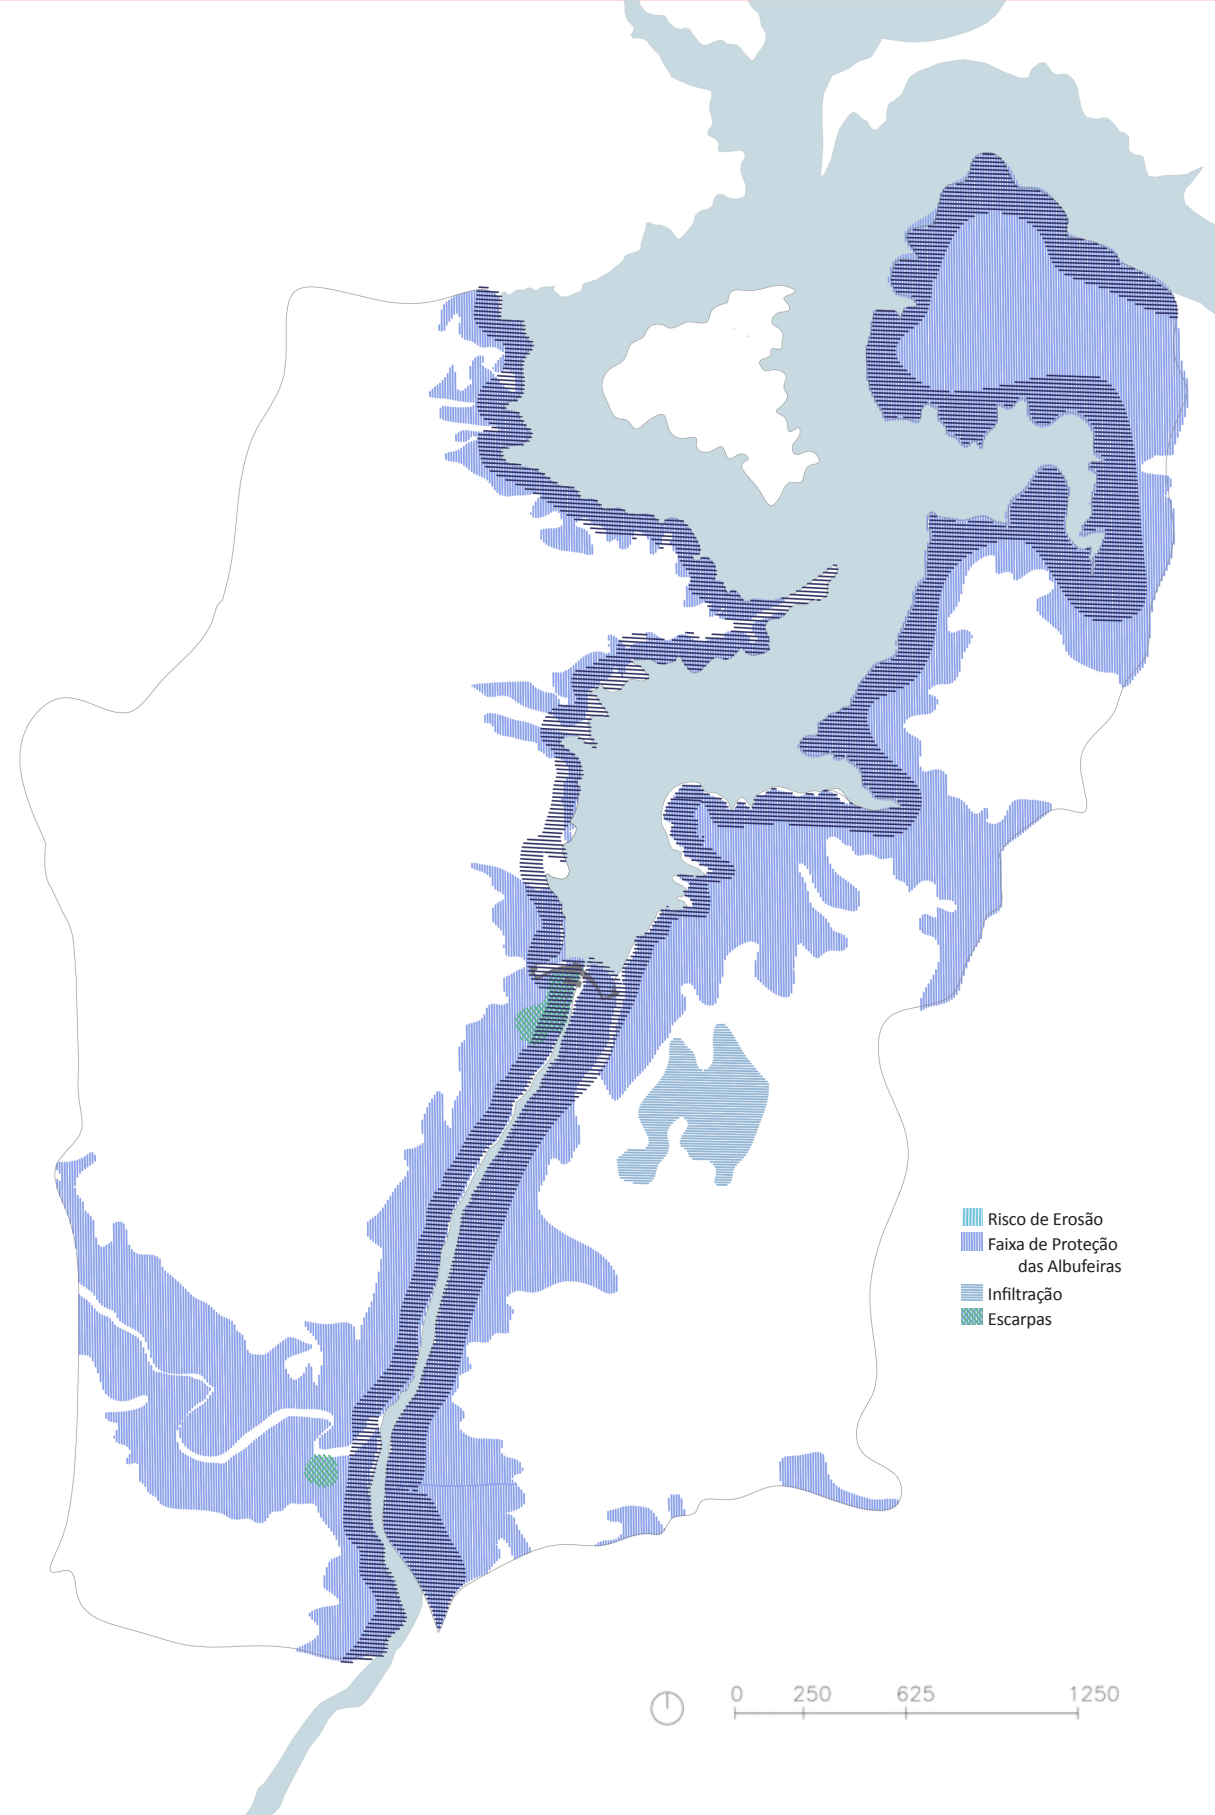 Risco de Erosão
Faixa de Proteção
das Albufeiras
Infiltração
Escarpas
0 250 625 1250